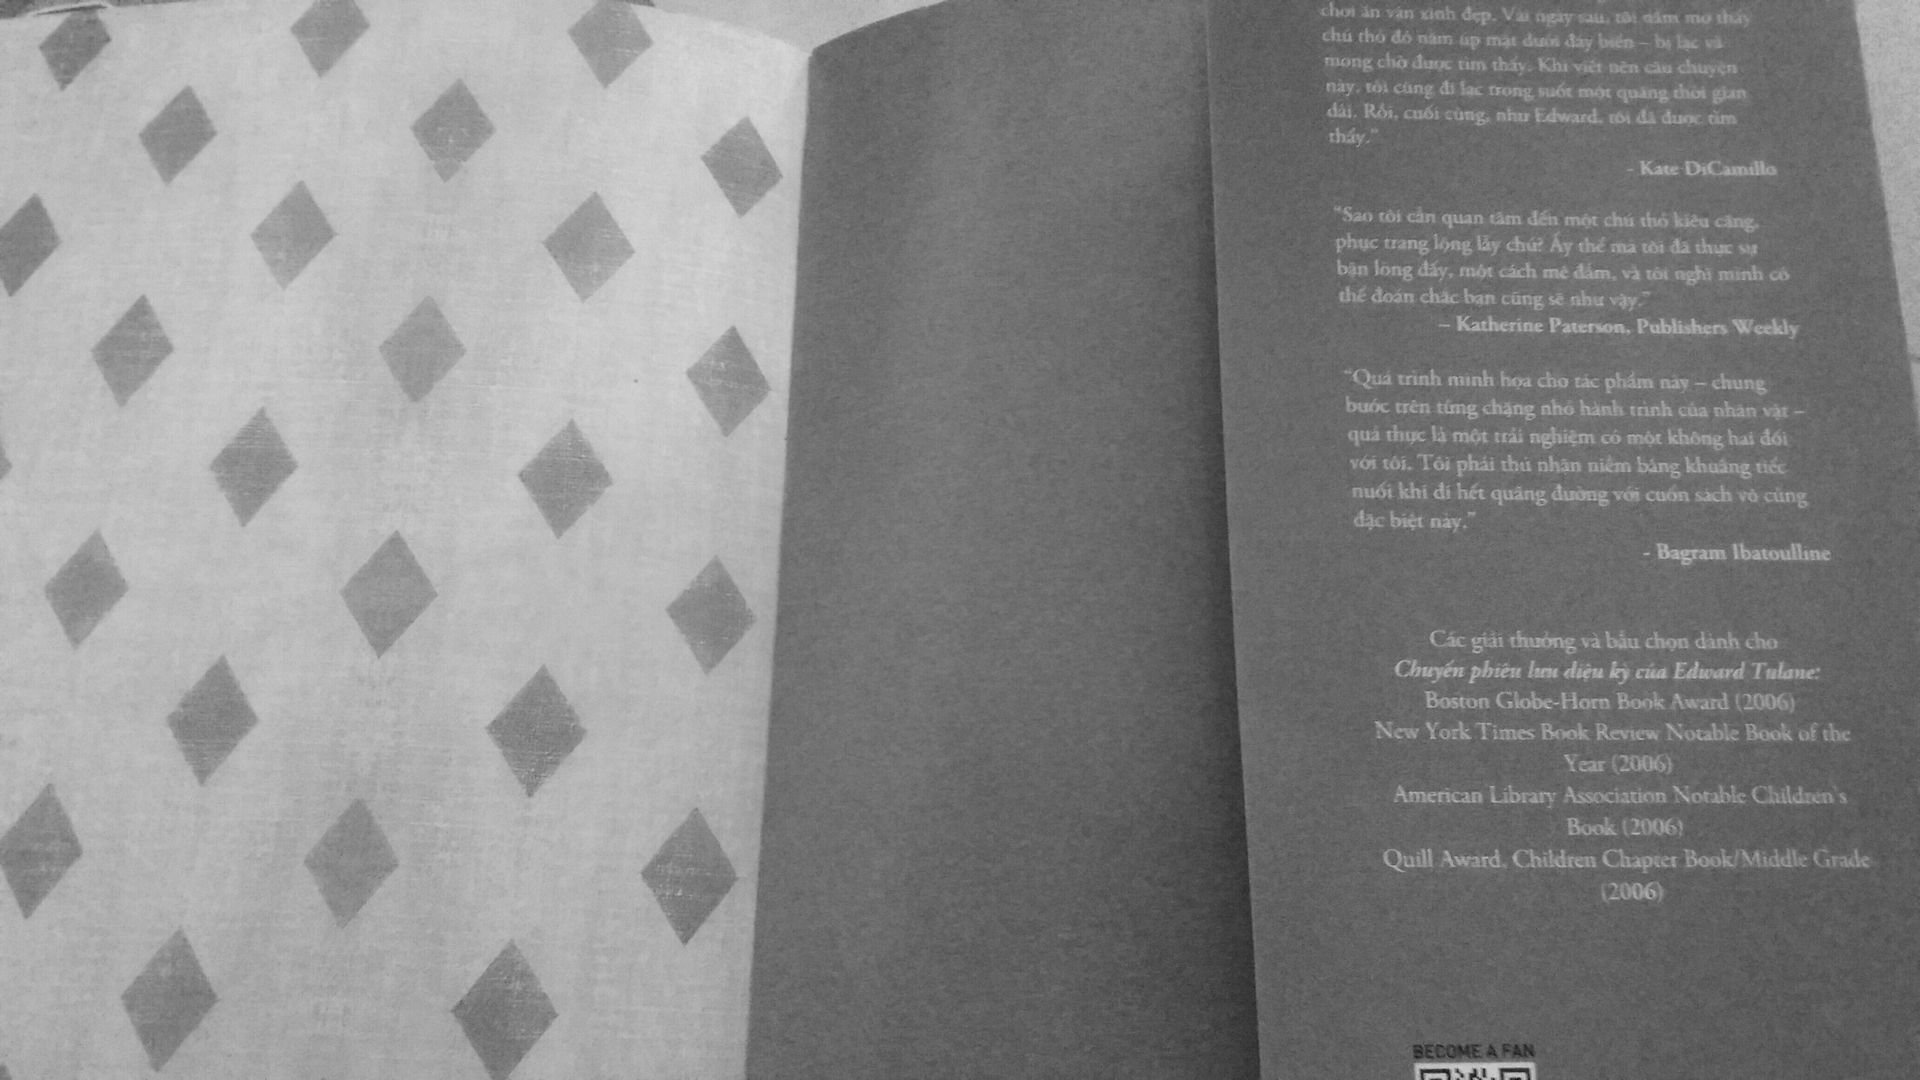 chơi ăn vận xinh đẹp. Vài ngày sau, tôi nằm mơ thấy
chú thỏ đó nằm úp mặt dưới đáy biển – bị lạc và
mong chờ được tìm thấy. Khi viết nên câu chuyện
này, tôi cũng đi lạc trong suốt một quãng thời gian
dài. Rồi, cuối cùng, như Edward, tôi đã được tìm
thấy.”
- Kate DiCamillo
“Sao tôi cần quan tâm đến một chú thỏ kiêu căng,
phục trang lộng lẫy chứ? Ấy thế mà tôi đã thực sự
bận lòng đấy, một cách mê đắm, và tôi nghĩ mình có
thể đoán chắc bạn cũng sẽ như vậy.”
– Katherine Paterson, Publishers Weekly
“Quá trình minh họa cho tác phẩm này – chung
bước trên từng chặng nhỏ hành trình của nhân vật –
quả thực là một trải nghiệm có một không hai đối
với tôi. Tôi phải thú nhận niềm bâng khuâng tiếc
nuối khi đi hết quãng đường với cuốn sách vô cùng
đặc biệt này.”
- Bagram Ibatoulline
Các giải thưởng và bầu chọn dành cho
Chuyến phiêu lưu diệu kỳ của Edward Tulane:
Boston Globe-Horn Book Award (2006)
New York Times Book Review Notable Book of the
Year (2006)
American Library Association Notable Children's
Book (2006)
Quill Award, Children Chapter Book/Middle Grade
(2006)
BECOME A FAN